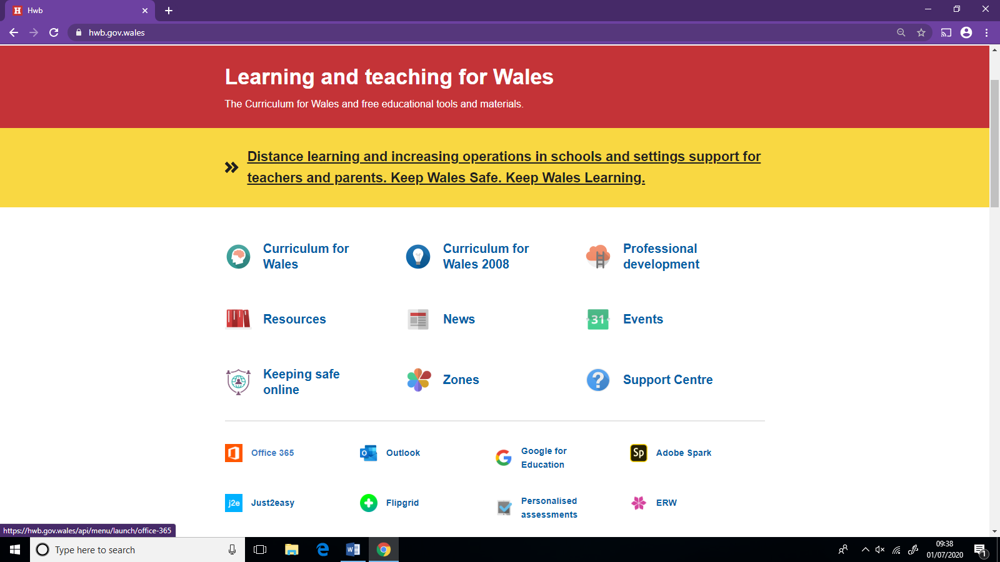 Hwb
hwb.gov.wales
Learning and teaching for Wales
The Curriculum for Wales and free educational tools and materials.
Distance learning and increasing operations in schools and settings support for
teachers and parents. Keep Wales Safe. Keep Wales Learning.
Curriculum for
Wales
Curriculum for
Wales 2008
Professional
development
Resources
News
31
Events
Keeping safe
online
Zones
?
Support Centre
Office 365
Outlook
Google for
Education
Sp
Adobe Spark
j2e
Just2easy
Flipgrid
Personalised
assessments
ERW
https://hwb.gov.wales/api/menu/launch/office-365
Type here to search
09:38
01/07/2020
1